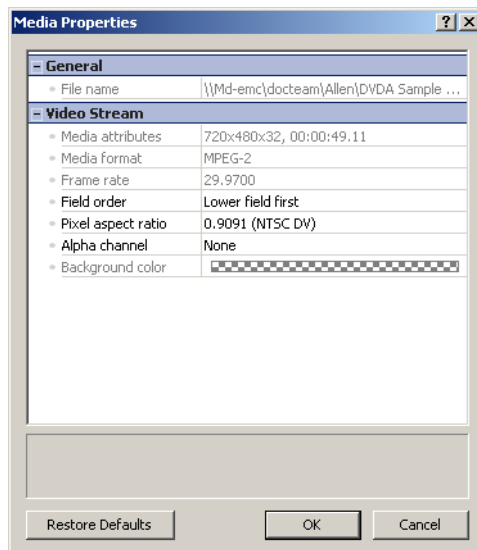 Media Properties
General
File name \\Md-emc\docteam\Allen\DVDA Sample ...
Video Stream
Media attributes 720x480x32, 00:00:49.11
Media format MPEG-2
Frame rate 29.9700
Field order Lower field first
Pixel aspect ratio 0.9091 (NTSC DV)
Alpha channel None
Background color
Restore Defaults OK Cancel